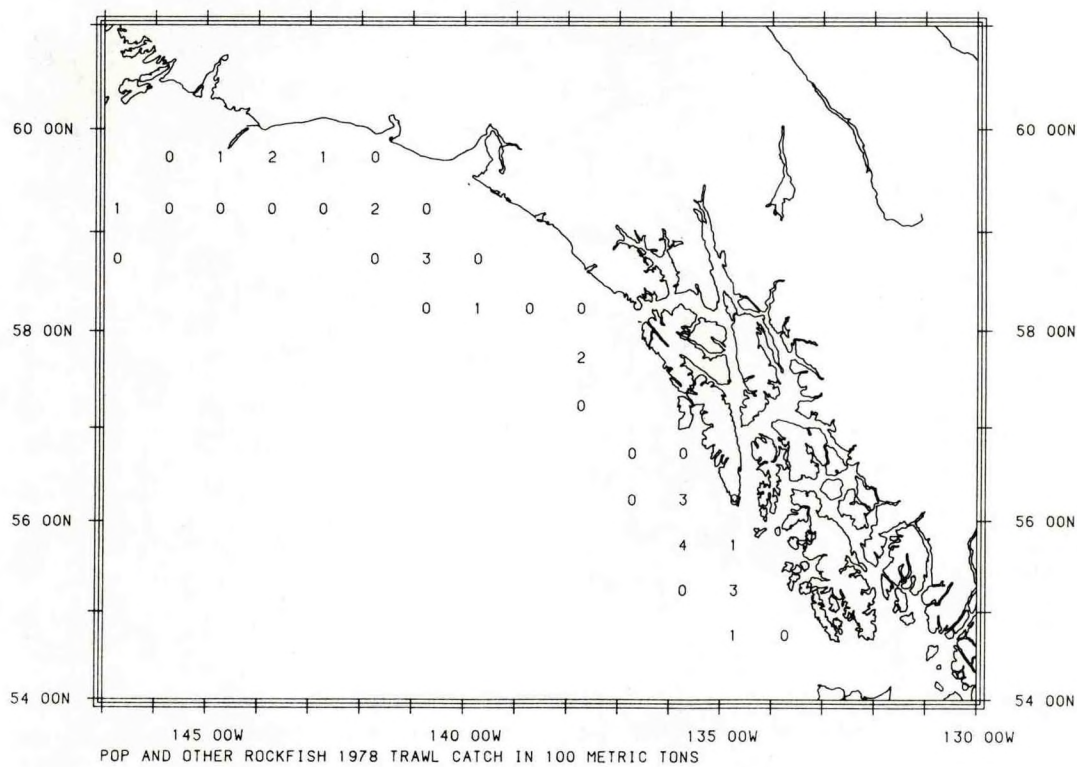 60 00N 60 00N
0 1 2 1 0
1 0 0 0 0 2 0
0 0 3 0
0 1 0 0
58 00N 58 00N
2
0
0 0
0 3
56 00N 56 00N
4 1
0 3
1 0
54 00N 54 00N
145 00W 140 00W 135 00W 130 00W
POP AND OTHER ROCKFISH 1978 TRAWL CATCH IN 100 METRIC TONS